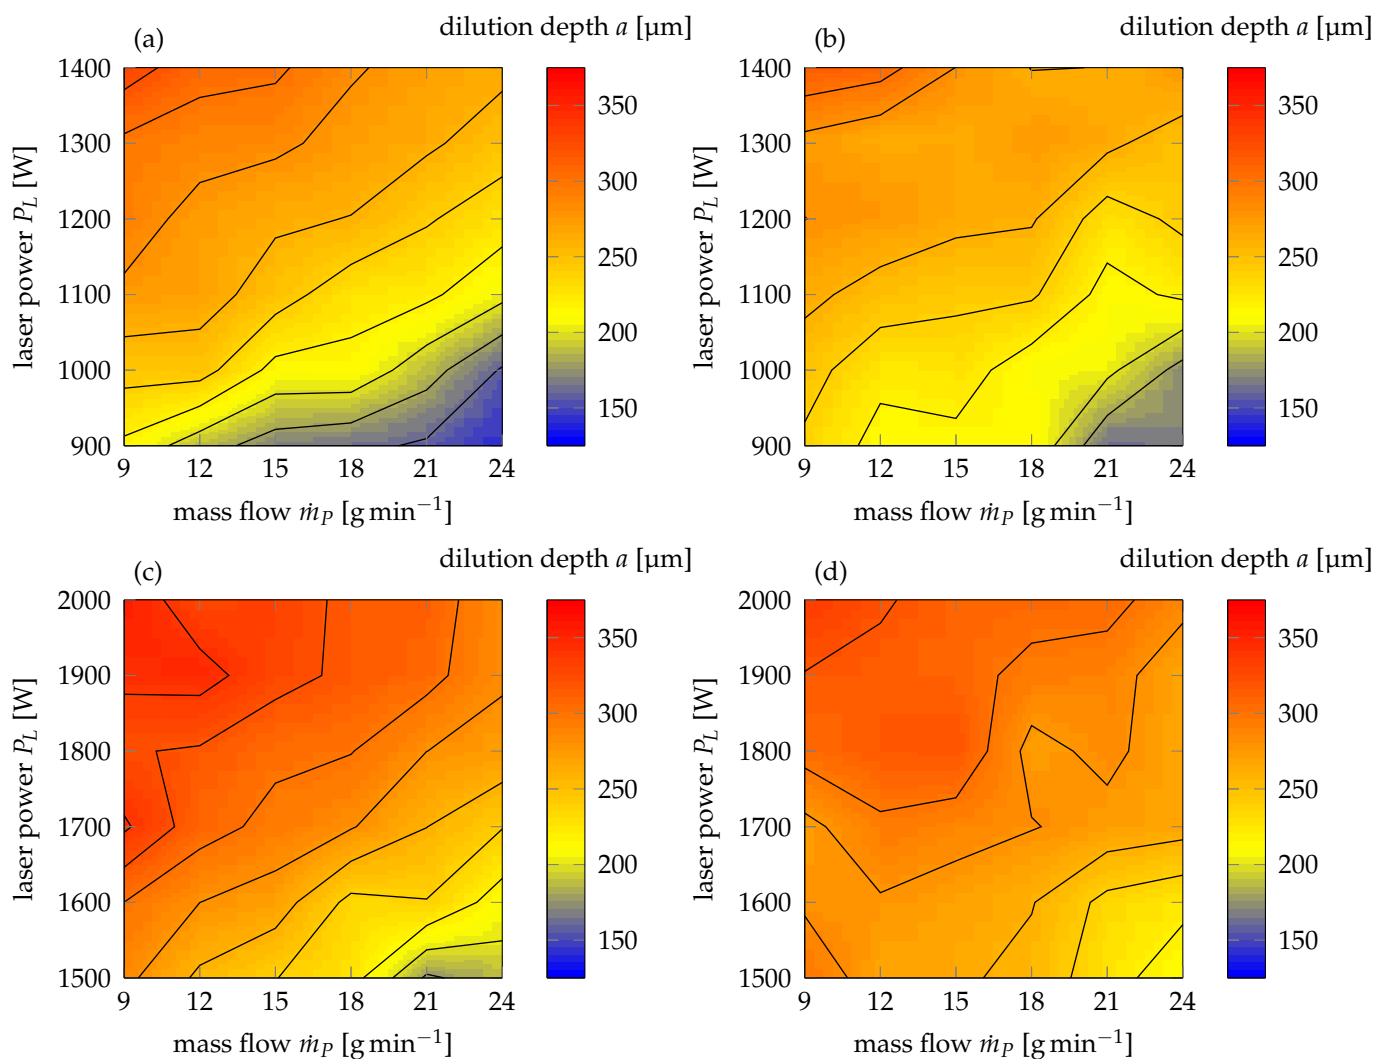 (a) dilution depth a [µm]
1400
1300
1200
1100
1000
900
laser power P_L [W]
9 12 15 18 21 24
mass flow ṁ_P [g min⁻¹]
350
300
250
200
150
(b) dilution depth a [µm]
1400
1300
1200
1100
1000
900
laser power P_L [W]
9 12 15 18 21 24
mass flow ṁ_P [g min⁻¹]
350
300
250
200
150
(c) dilution depth a [µm]
2000
1900
1800
1700
1600
1500
laser power P_L [W]
9 12 15 18 21 24
mass flow ṁ_P [g min⁻¹]
350
300
250
200
150
(d) dilution depth a [µm]
2000
1900
1800
1700
1600
1500
laser power P_L [W]
9 12 15 18 21 24
mass flow ṁ_P [g min⁻¹]
350
300
250
200
150